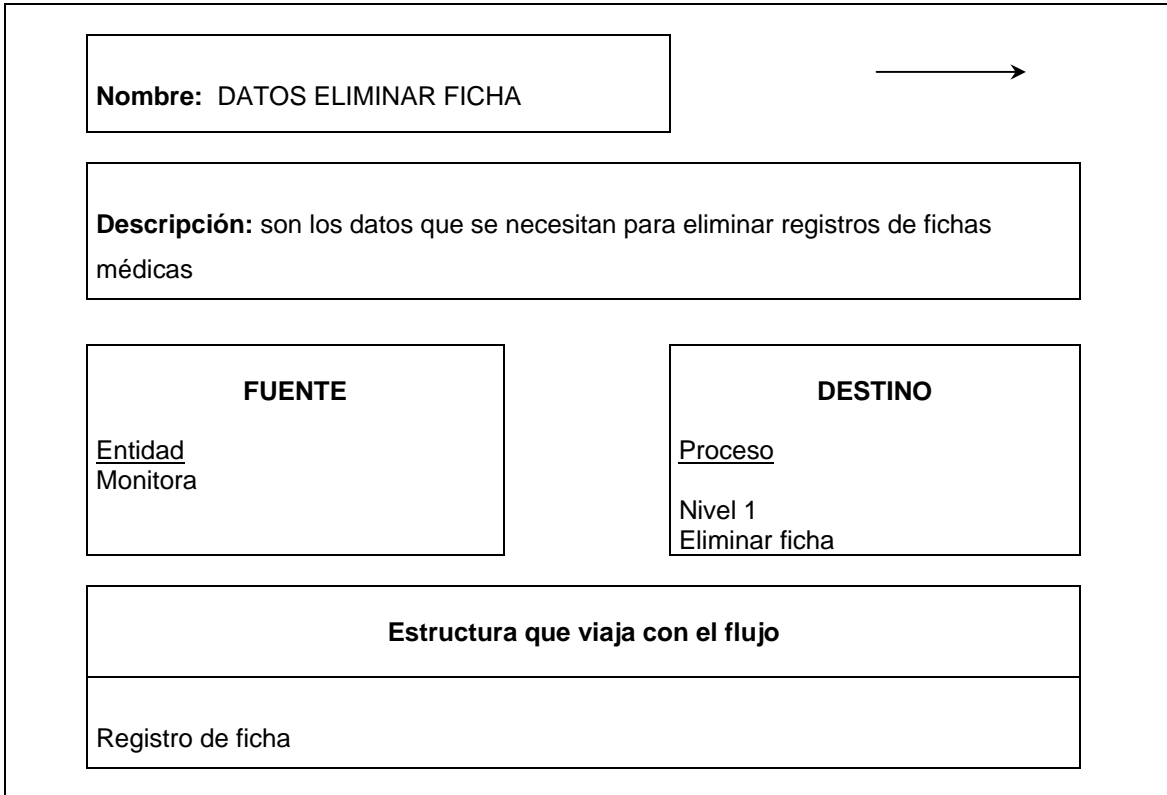 Nombre: DATOS ELIMINAR FICHA
Descripción: son los datos que se necesitan para eliminar registros de fichas
médicas
FUENTE
Entidad
Monitora
DESTINO
Proceso
Nivel 1
Eliminar ficha
Estructura que viaja con el flujo
Registro de ficha